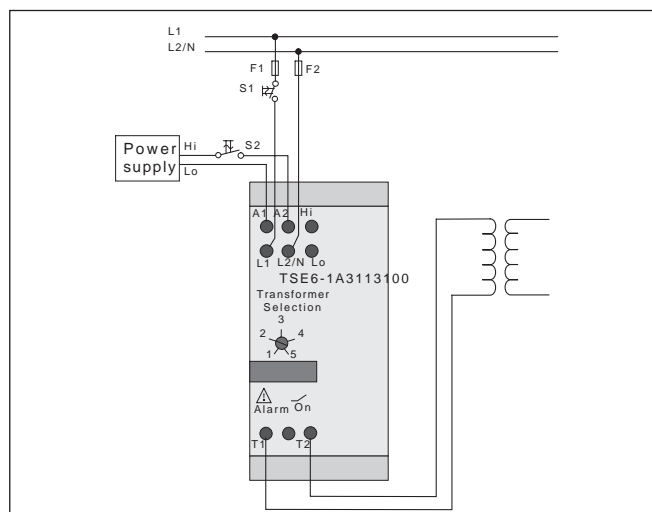 L1
L2/N
F1
F2
S1
Power
supply
Hi
S2
Lo
A1 A2 Hi
L1 L2/N Lo
TSE6-1A3113100
Transformer
Selection
3
2 4
1 5
Alarm On
T1 T2